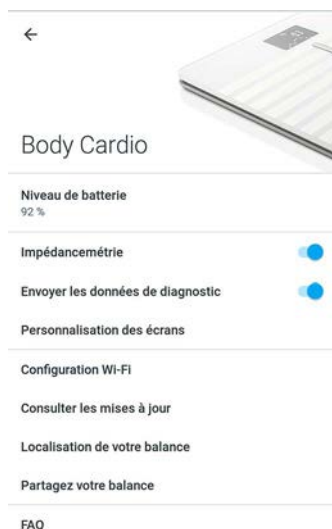 Body Cardio
Niveau de batterie
92 %
Impédancemétrie
Envoyer les données de diagnostic
Personnalisation des écrans
Configuration Wi-Fi
Consulter les mises à jour
Localisation de votre balance
Partagez votre balance
FAQ